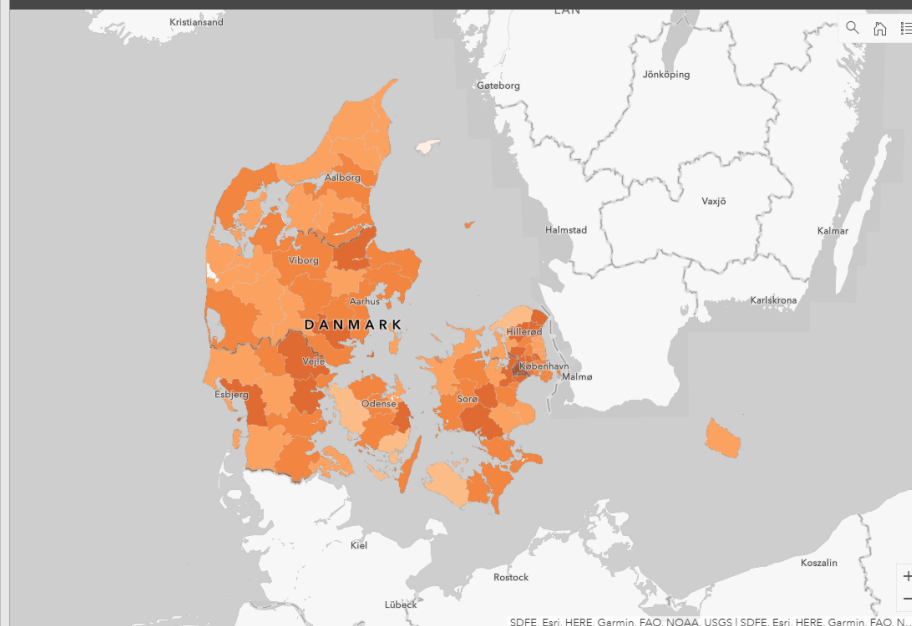 LÄN
Kristiansand
Jönköping
Gøteborg
Aalborg
Växjö
Halmstad
Kalmar
Viborg
Karlskrona
Aarhus
DANMARK
Hillerød
Vejle
København
Malmø
Esbjerg
Sorø
Odense
Kiel
Koszalin
Rostock
+
Lübeck
−
SDFE, Esri, HERE, Garmin, FAO, NOAA, USGS | SDFE, Esri, HERE, Garmin, FAO, N...